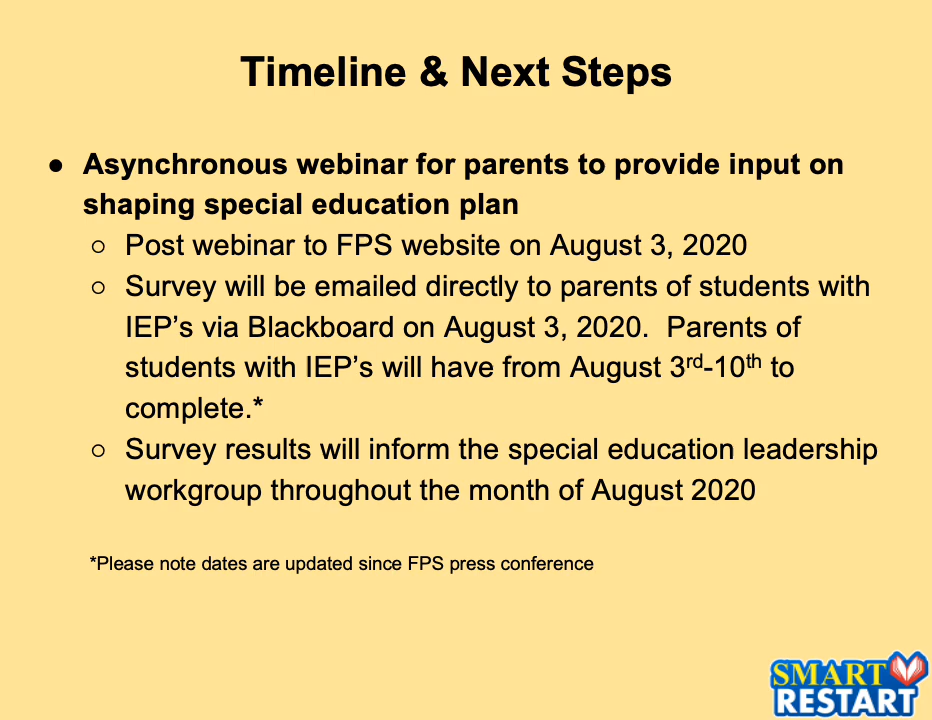 Timeline & Next Steps
● Asynchronous webinar for parents to provide input on
shaping special education plan
○ Post webinar to FPS website on August 3, 2020
○ Survey will be emailed directly to parents of students with
IEP’s via Blackboard on August 3, 2020.  Parents of
students with IEP’s will have from August 3rd-10th to
complete.*
○ Survey results will inform the special education leadership
workgroup throughout the month of August 2020
*Please note dates are updated since FPS press conference
SMART
RESTART